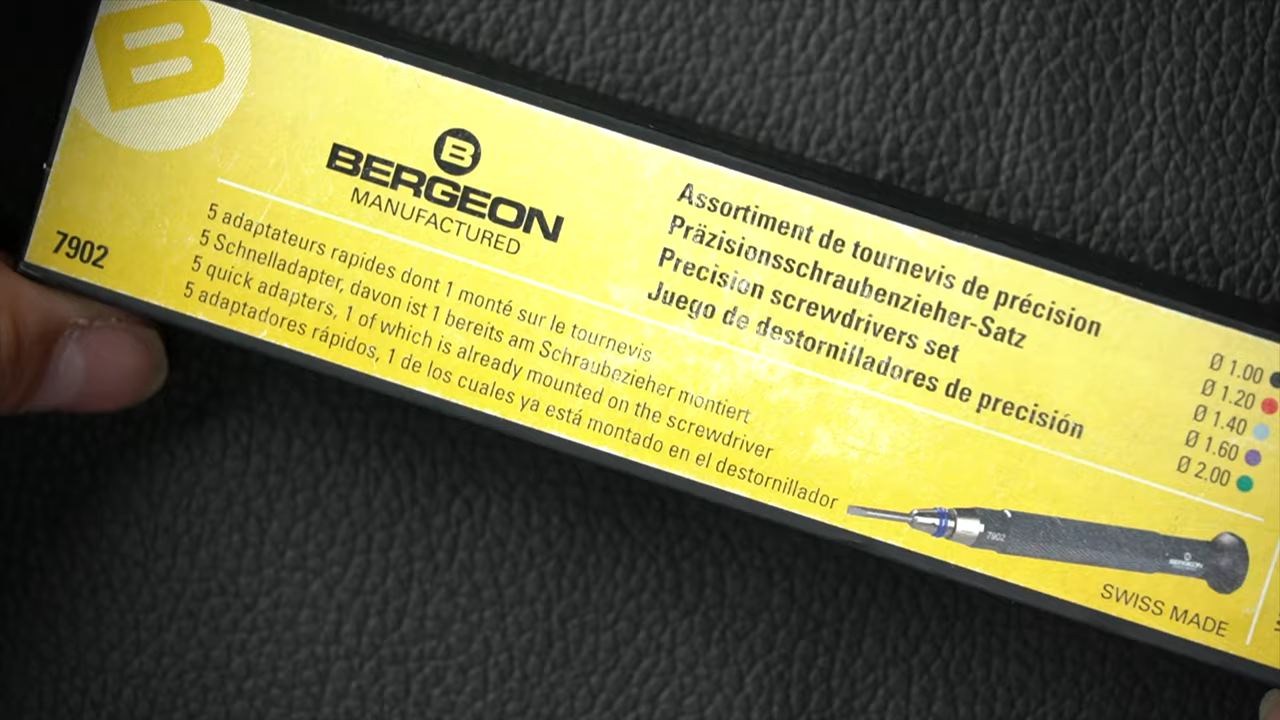 B
B
BERGEON
MANUFACTURED
7902
5 adaptateurs rapides dont 1 monté sur le tournevis
5 Schnelladapter, davon ist 1 bereits am Schraubezieher montiert
5 quick adapters, 1 of which is already mounted on the screwdriver
5 adaptadores rápidos, 1 de los cuales ya está montado en el destornillador
Assortiment de tournevis de précision
Präzisionsschraubenzieher-Satz
Precision screwdrivers set
Juego de destornilladores de precisión
Ø 1.00
Ø 1.20
Ø 1.40
Ø 1.60
Ø 2.00
7902
BERGEON
SWISS MADE